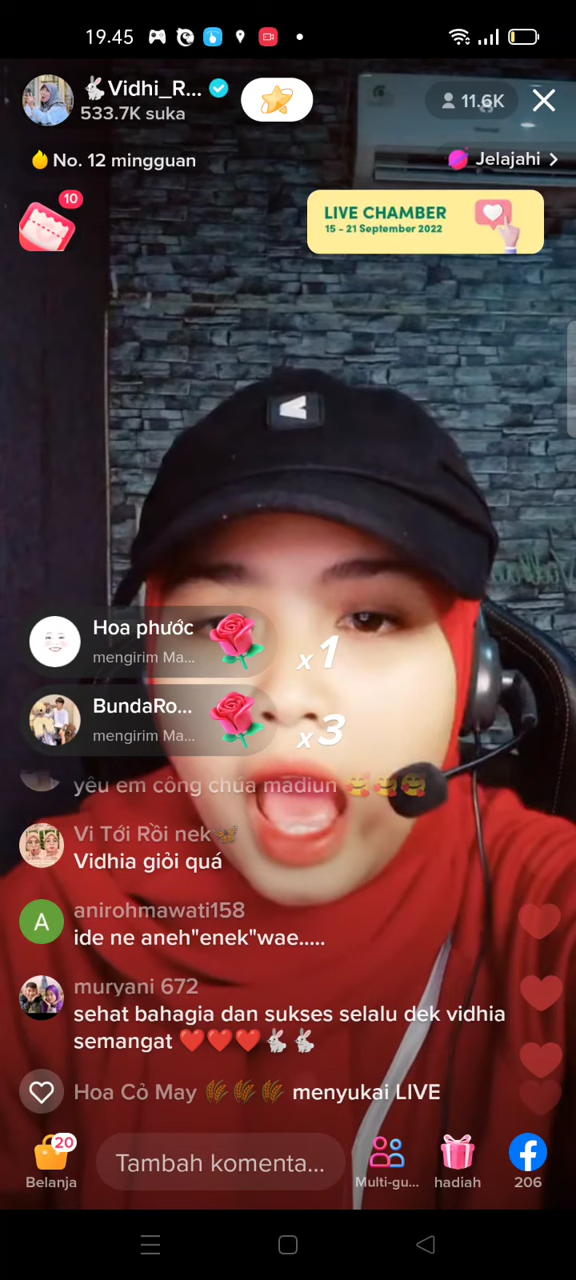 19.45
Vidhi_R...
533.7K suka
11.6K
No. 12 mingguan
Jelajahi >
10
LIVE CHAMBER
15 - 21 September 2022
Hoa phước
mengirim Ma...
x1
BundaRo...
mengirim Ma...
x3
yêu em công chúa madiun 🥰🥰🥰
Vi Tới Rồi nek🦋
Vidhia giỏi quá
A
anirohmawati158
ide ne aneh"enek"wae.....
muryani 672
sehat bahagia dan sukses selalu dek vidhia
semangat ❤️❤️❤️🐇🐇
Hoa Cỏ May 🌾🌾🌾 menyukai LIVE
20
Belanja
Tambah komenta...
Multi-gu...
hadiah
206